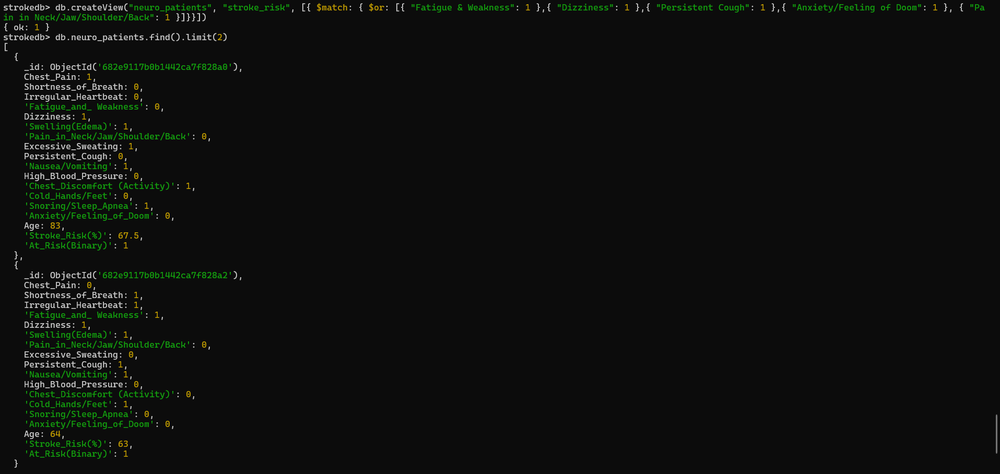 strokedb> db.createView("neuro_patients", "stroke_risk", [{ $match: { $or: [{ "Fatigue & Weakness": 1 },{ "Dizziness": 1 },{ "Persistent Cough": 1 },{ "Anxiety/Feeling of Doom": 1 }, { "Pa
in in Neck/Jaw/Shoulder/Back": 1 }]}}])
{ ok: 1 }
strokedb> db.neuro_patients.find().limit(2)
[
  {
    _id: ObjectId('682e9117b0b1442ca7f828a0'),
    Chest_Pain: 1,
    Shortness_of_Breath: 0,
    Irregular_Heartbeat: 0,
    'Fatigue_and_ Weakness': 0,
    Dizziness: 1,
    'Swelling(Edema)': 1,
    'Pain_in_Neck/Jaw/Shoulder/Back': 0,
    Excessive_Sweating: 1,
    Persistent_Cough: 0,
    'Nausea/Vomiting': 1,
    High_Blood_Pressure: 0,
    'Chest_Discomfort (Activity)': 1,
    'Cold_Hands/Feet': 0,
    'Snoring/Sleep_Apnea': 1,
    'Anxiety/Feeling_of_Doom': 0,
    Age: 83,
    'Stroke_Risk(%)': 67.5,
    'At_Risk(Binary)': 1
  },
  {
    _id: ObjectId('682e9117b0b1442ca7f828a2'),
    Chest_Pain: 0,
    Shortness_of_Breath: 1,
    Irregular_Heartbeat: 1,
    'Fatigue_and_ Weakness': 1,
    Dizziness: 1,
    'Swelling(Edema)': 1,
    'Pain_in_Neck/Jaw/Shoulder/Back': 0,
    Excessive_Sweating: 0,
    Persistent_Cough: 1,
    'Nausea/Vomiting': 1,
    High_Blood_Pressure: 0,
    'Chest_Discomfort (Activity)': 0,
    'Cold_Hands/Feet': 1,
    'Snoring/Sleep_Apnea': 0,
    'Anxiety/Feeling_of_Doom': 0,
    Age: 64,
    'Stroke_Risk(%)': 63,
    'At_Risk(Binary)': 1
  }